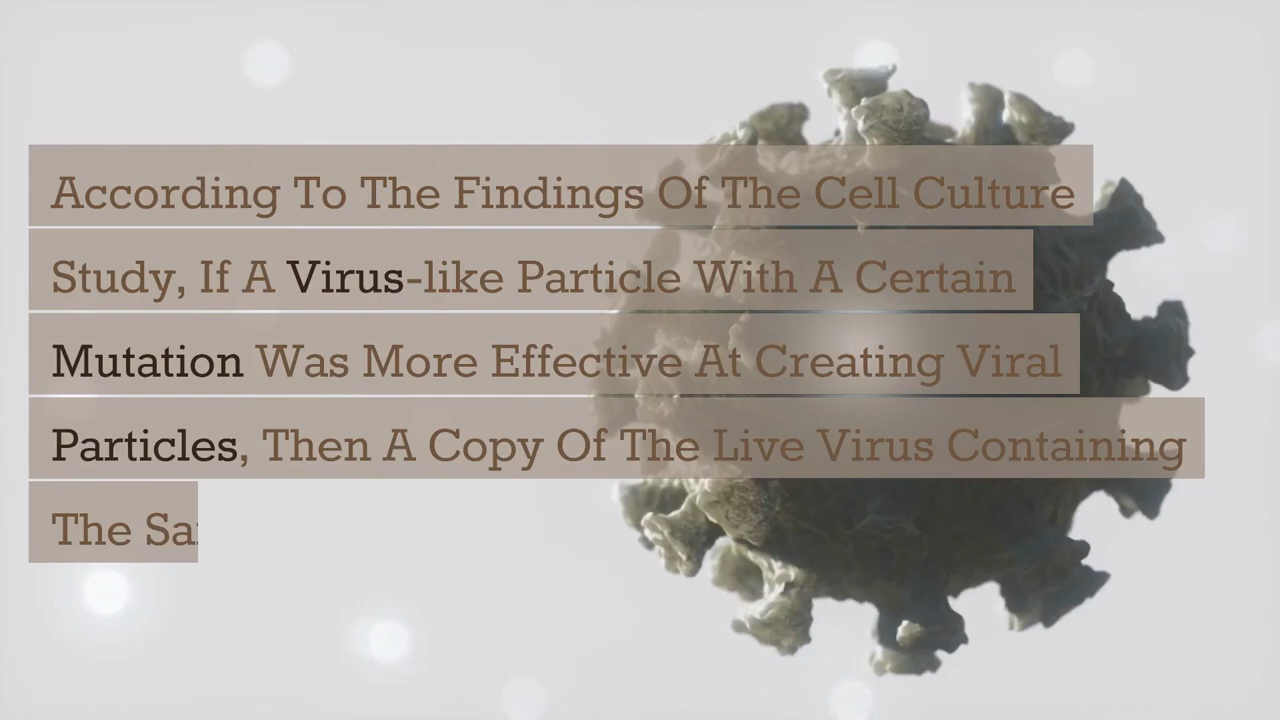 According To The Findings Of The Cell Culture
Study, If A Virus-like Particle With A Certain
Mutation Was More Effective At Creating Viral
Particles, Then A Copy Of The Live Virus Containing
The